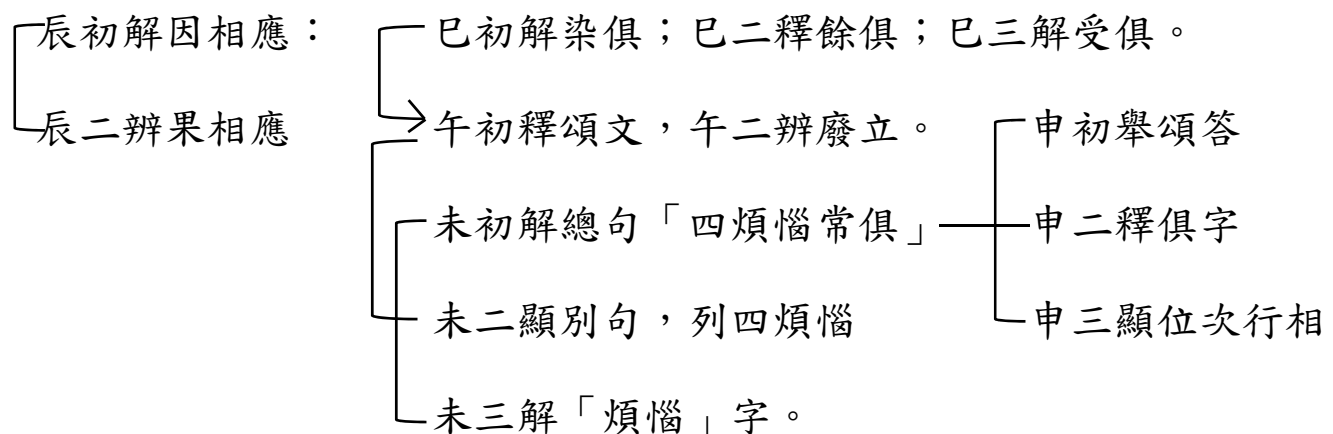 辰初解因相應： 巳初解染俱；巳二釋餘俱；巳三解受俱。
辰二辨果相應 午初釋頌文，午二辨廢立。 申初舉頌答
未初解總句「四煩惱常俱」 申二釋俱字
未二顯別句，列四煩惱 申三顯位次行相
未三解「煩惱」字。